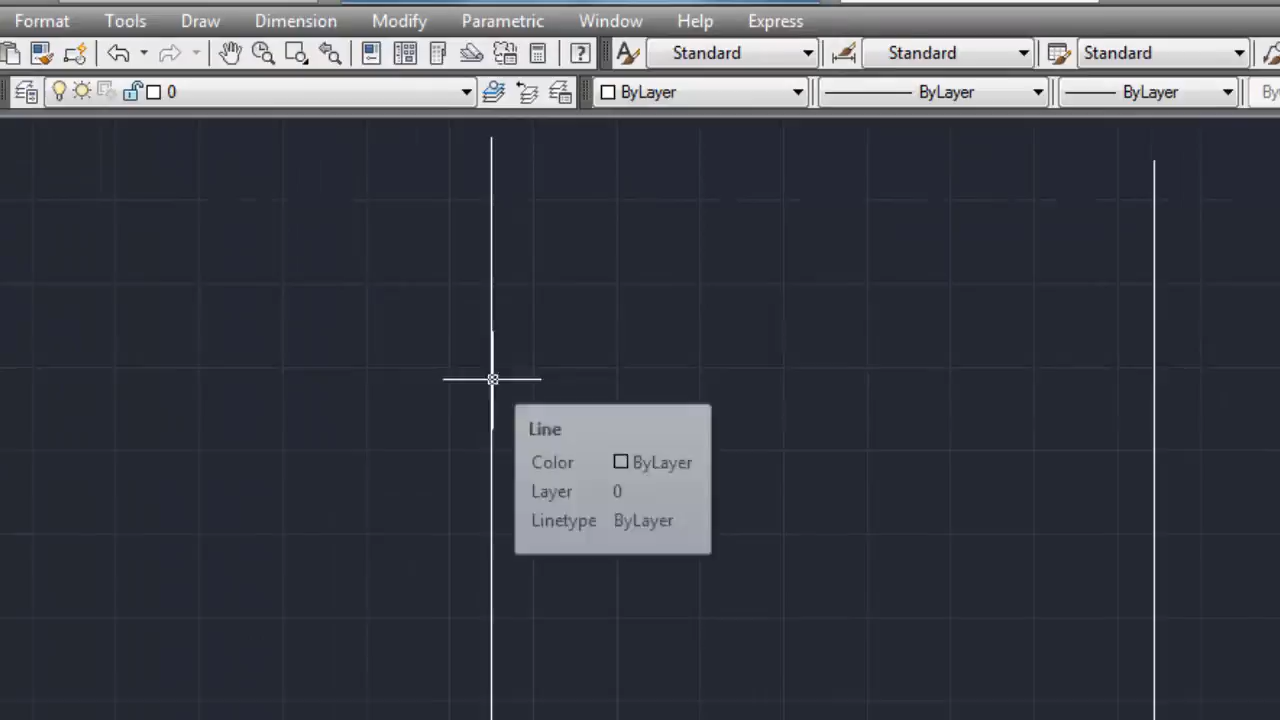 Format Tools Draw Dimension Modify Parametric Window Help Express
Standard Standard Standard
0 ByLayer ByLayer ByLayer
Line
Color ByLayer
Layer 0
Linetype ByLayer